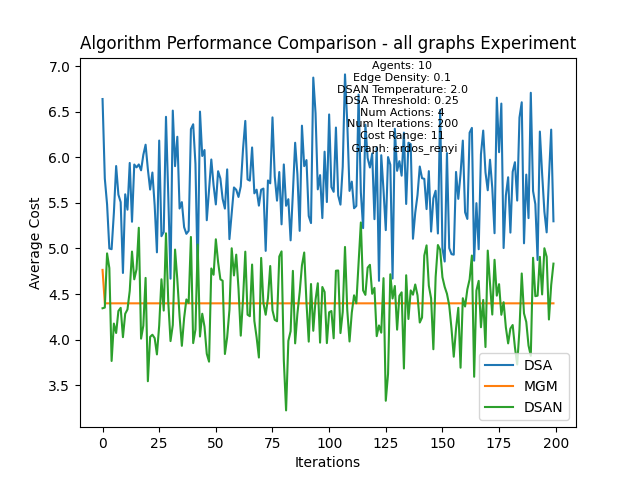 Algorithm Performance Comparison - all graphs Experiment
Agents: 10
Edge Density: 0.1
DSAN Temperature: 2.0
DSA Threshold: 0.25
Num Actions: 4
Num Iterations: 200
Cost Range: 11
Graph: erdos_renyi
7.0
6.5
6.0
5.5
5.0
4.5
4.0
3.5
Average Cost
DSA
MGM
DSAN
0
25
50
75
100
125
150
175
200
Iterations